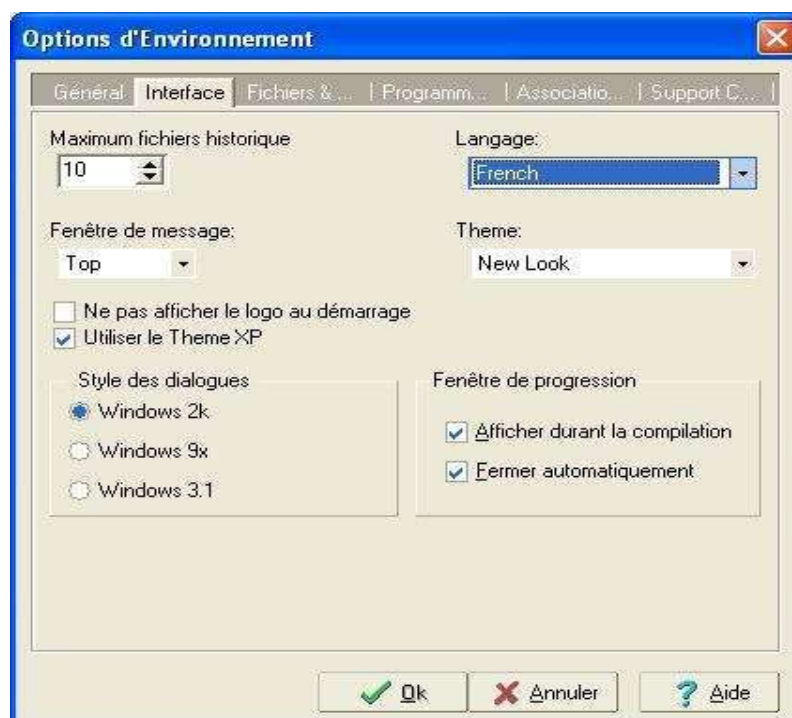 Options d'Environnement
Général Interface Fichiers & ... Programm... Associatio... Support C...
Maximum fichiers historique
10
Langage:
French
Fenêtre de message:
Top
Theme:
New Look
Ne pas afficher le logo au démarrage
Utiliser le Theme XP
Style des dialogues
Windows 2k
Windows 9x
Windows 3.1
Fenêtre de progression
Afficher durant la compilation
Fermer automatiquement
Ok Annuler Aide